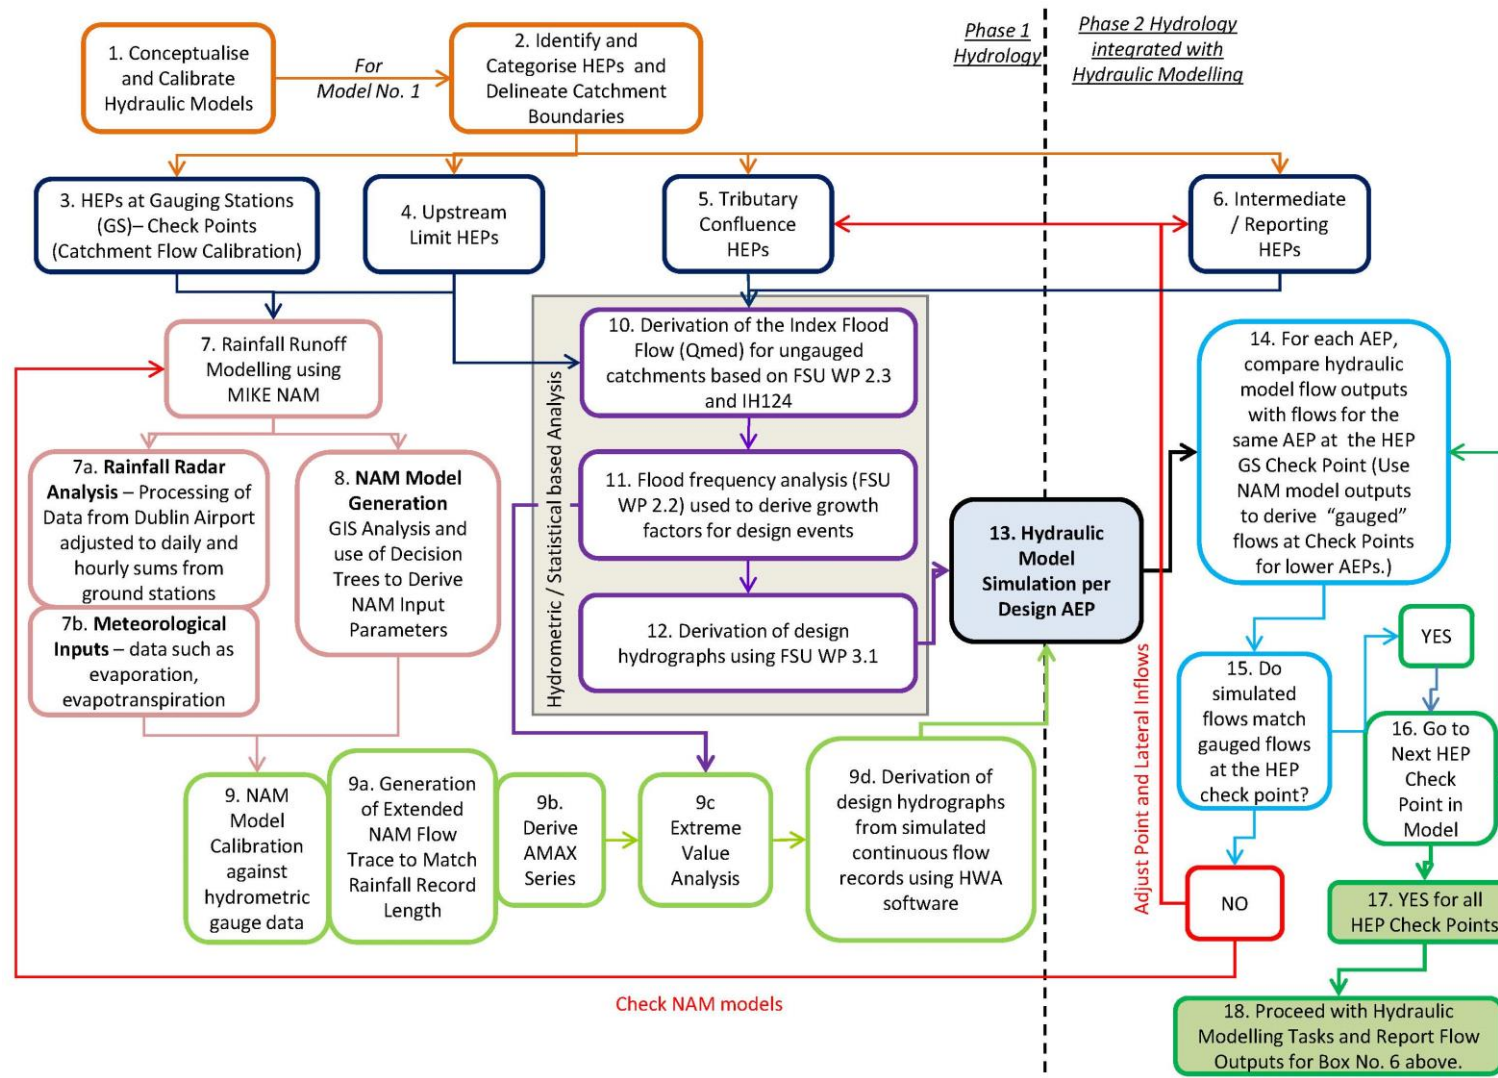 Phase 1
Hydrology
Phase 2 Hydrology
integrated with
Hydraulic Modelling
1. Conceptualise
and Calibrate
Hydraulic Models
For
Model No. 1
2. Identify and
Categorise HEPs and
Delineate Catchment
Boundaries
3. HEPs at Gauging Stations
(GS)– Check Points
(Catchment Flow Calibration)
4. Upstream
Limit HEPs
5. Tributary
Confluence
HEPs
6. Intermediate
/ Reporting
HEPs
7. Rainfall Runoff
Modelling using
MIKE NAM
7a. Rainfall Radar
Analysis – Processing of
Data from Dublin Airport
adjusted to daily and
hourly sums from
ground stations
7b. Meteorological
Inputs – data such as
evaporation,
evapotranspiration
8. NAM Model
Generation
GIS Analysis and
use of Decision
Trees to Derive
NAM Input
Parameters
Hydrometric / Statistical based Analysis
10. Derivation of the Index Flood
Flow (Qmed) for ungauged
catchments based on FSU WP 2.3
and IH124
11. Flood frequency analysis (FSU
WP 2.2) used to derive growth
factors for design events
12. Derivation of design
hydrographs using FSU WP 3.1
13. Hydraulic
Model
Simulation per
Design AEP
14. For each AEP,
compare hydraulic
model flow outputs
with flows for the
same AEP at the HEP
GS Check Point (Use
NAM model outputs
to derive “gauged”
flows at Check Points
for lower AEPs.)
15. Do
simulated
flows match
gauged flows
at the HEP
check point?
YES
16. Go to
Next HEP
Check
Point in
Model
NO
17. YES for all
HEP Check Points
18. Proceed with Hydraulic
Modelling Tasks and Report Flow
Outputs for Box No. 6 above.
9. NAM
Model
Calibration
against
hydrometric
gauge data
9a. Generation
of Extended
NAM Flow
Trace to Match
Rainfall Record
Length
9b.
Derive
AMAX
Series
9c
Extreme
Value
Analysis
9d. Derivation of
design hydrographs
from simulated
continuous flow
records using HWA
software
Adjust Point and Lateral Inflows
Check NAM models